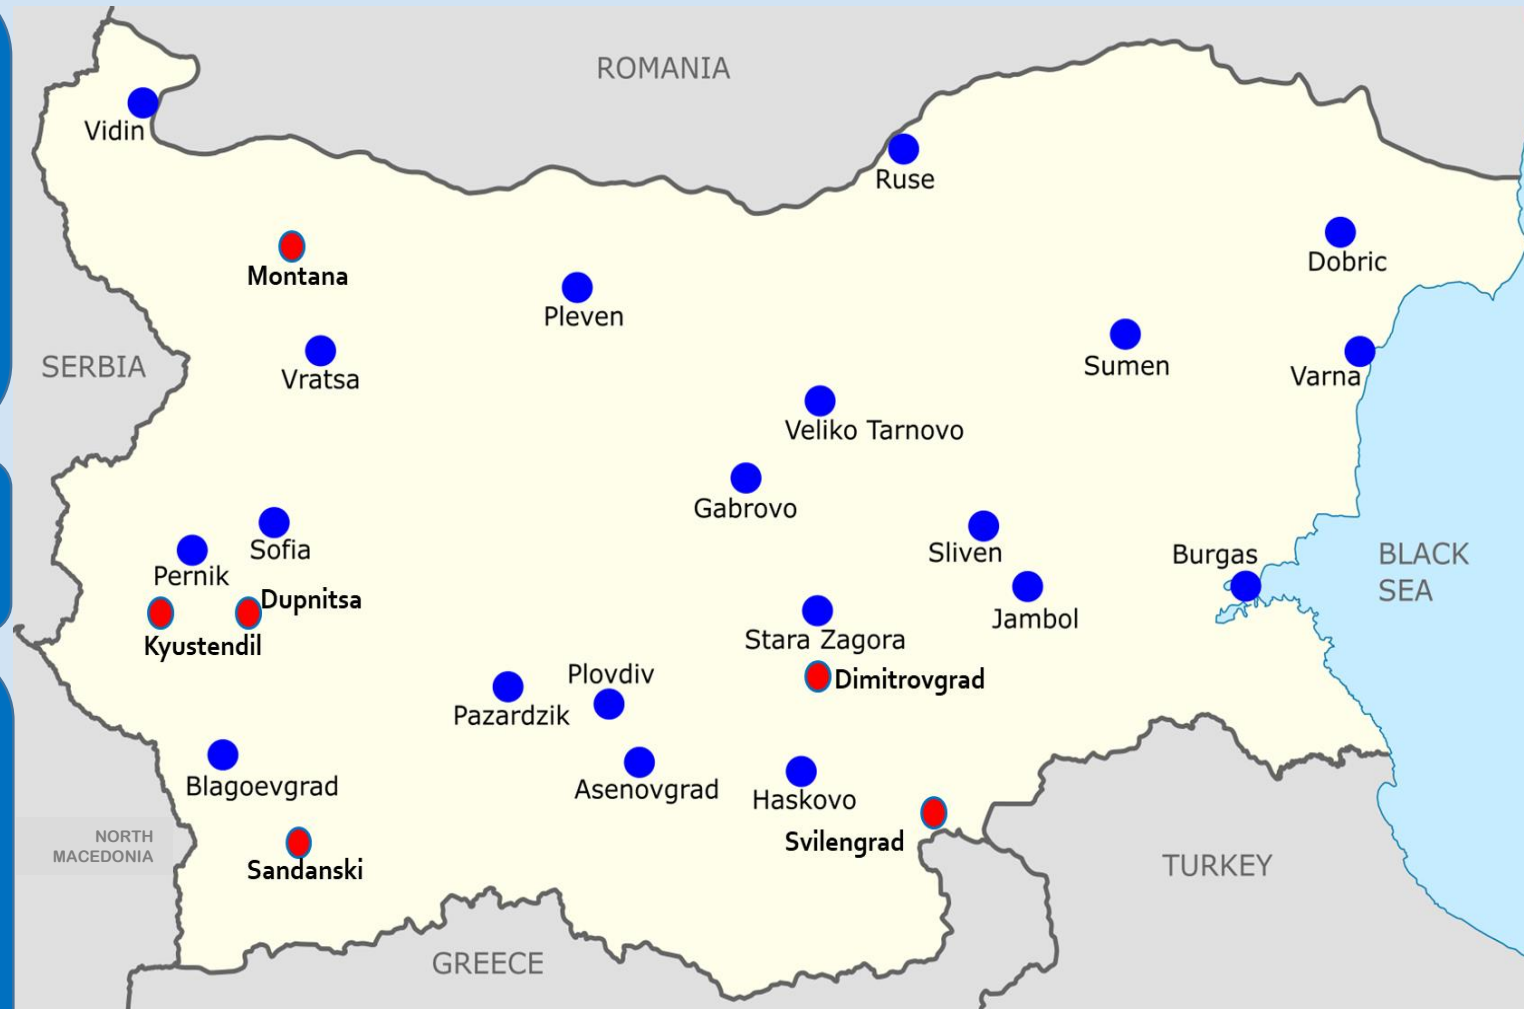 ROMANIA
Vidin
Ruse
Dobric
Montana
Pleven
SERBIA
Vratsa
Sumen
Varna
Veliko Tarnovo
Gabrovo
Sofia
Sliven
Burgas
BLACK
SEA
Pernik
Dupnitsa
Jambol
Kyustendil
Stara Zagora
Plovdiv
Dimitrovgrad
Pazardzik
Blagoevgrad
Asenovgrad
Haskovo
NORTH
MACEDONIA
Svilengrad
Sandanski
TURKEY
GREECE